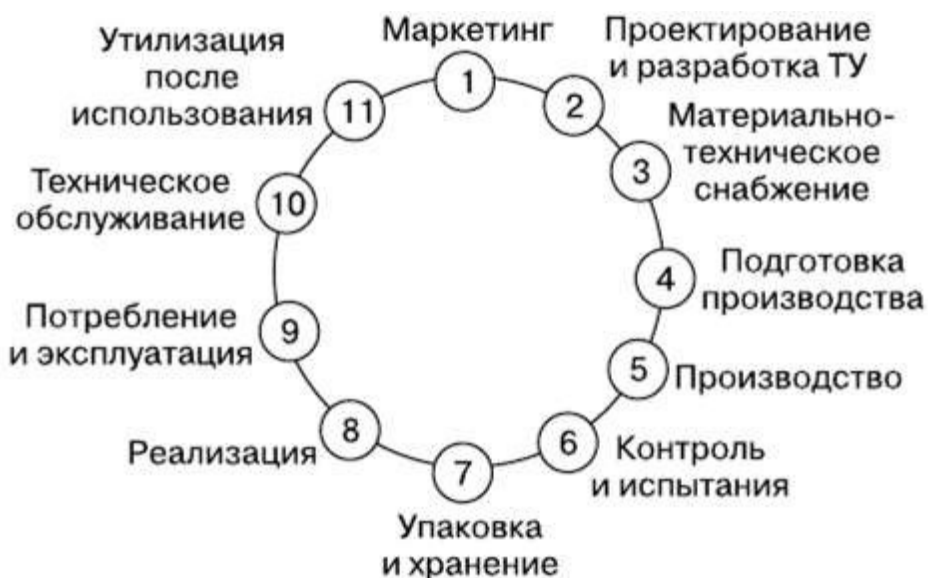 Маркетинг
1
Проектирование
и разработка ТУ
2
Материально-
техническое
снабжение
3
Подготовка
производства
4
Производство
5
Контроль
и испытания
6
Упаковка
и хранение
7
Реализация
8
Потребление
и эксплуатация
9
Техническое
обслуживание
10
Утилизация
после
использования
11